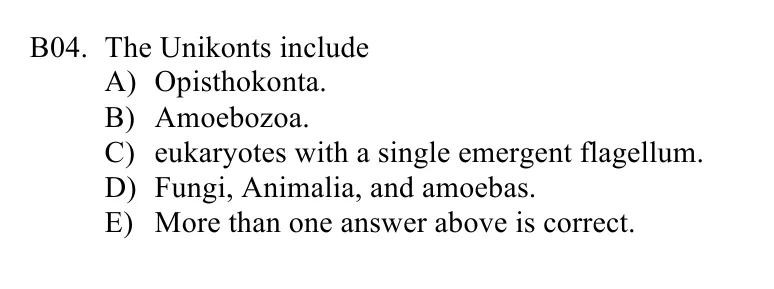 B04. The Unikonts include
A) Opisthokonta.
B) Amoebozoa.
C) eukaryotes with a single emergent flagellum.
D) Fungi, Animalia, and amoebas.
E) More than one answer above is correct.